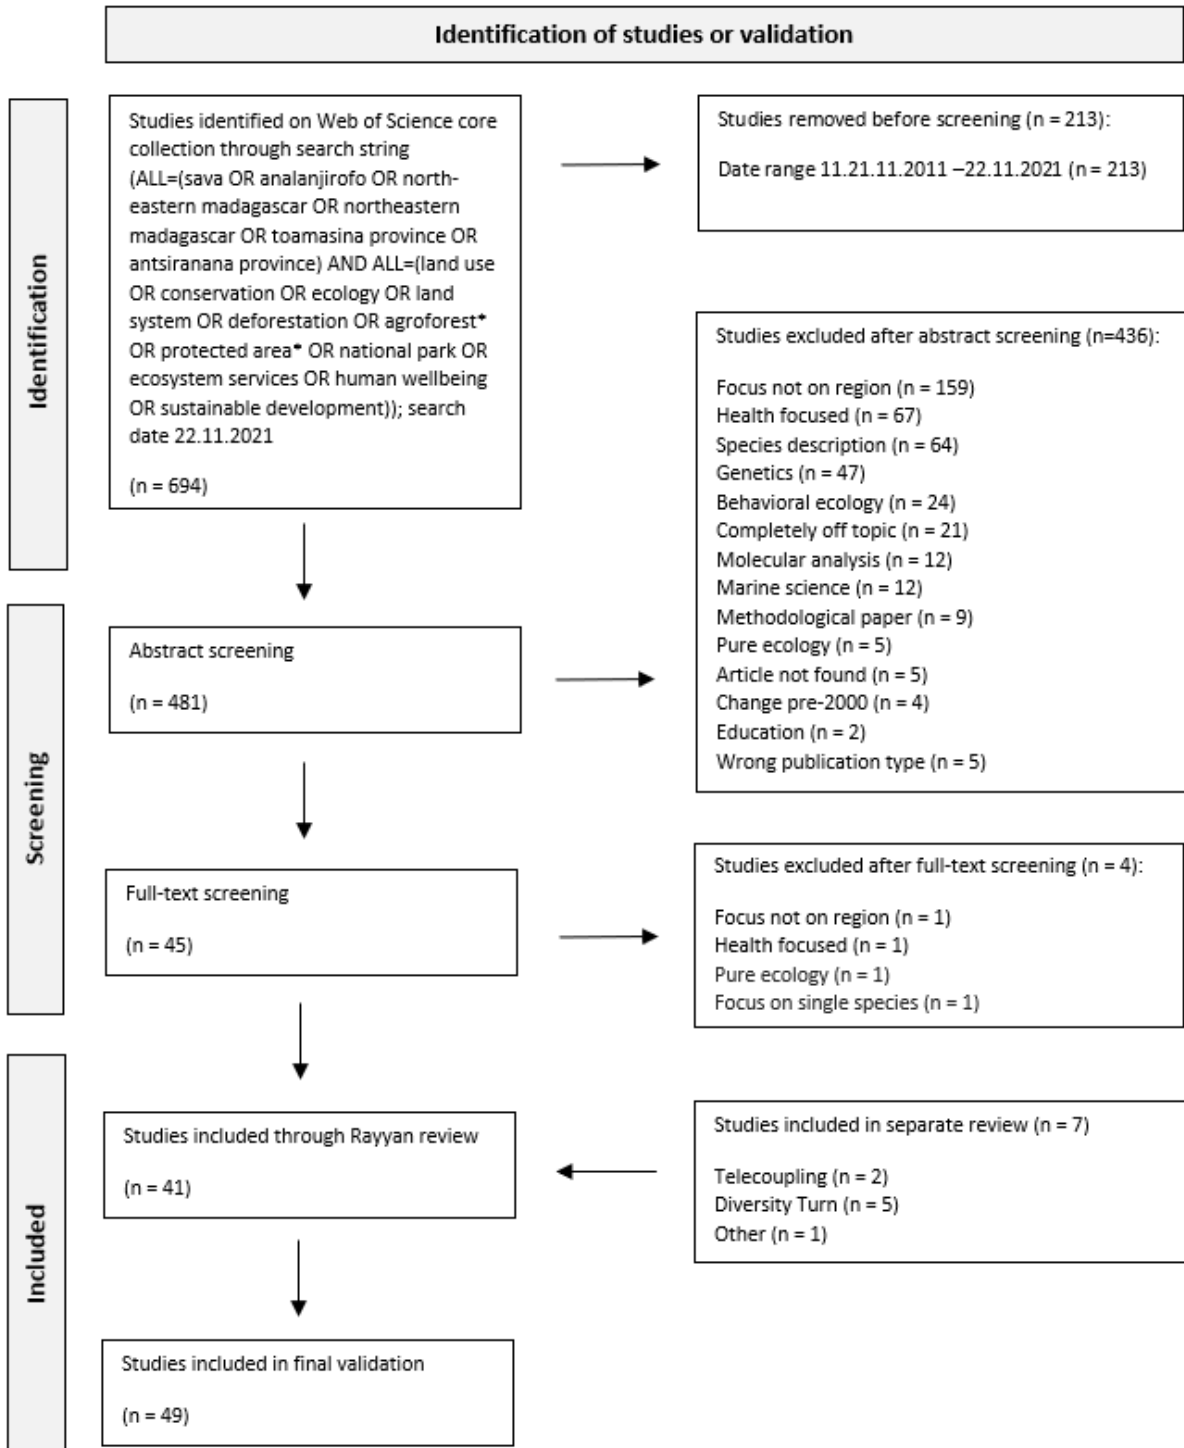 Identification of studies or validation
Identification
Studies identified on Web of Science core
collection through search string
(ALL=(sava OR analanjirofo OR north-
eastern madagascar OR northeastern
madagascar OR toamasina province OR
antsiranana province) AND ALL=(land use
OR conservation OR ecology OR land
system OR deforestation OR agroforest*
OR protected area* OR national park OR
ecosystem services OR human wellbeing
OR sustainable development)); search
date 22.11.2021
(n = 694)
Studies removed before screening (n = 213):
Date range 11.21.11.2011 –22.11.2021 (n = 213)
Screening
Abstract screening
(n = 481)
Studies excluded after abstract screening (n=436):
Focus not on region (n = 159)
Health focused (n = 67)
Species description (n = 64)
Genetics (n = 47)
Behavioral ecology (n = 24)
Completely off topic (n = 21)
Molecular analysis (n = 12)
Marine science (n = 12)
Methodological paper (n = 9)
Pure ecology (n = 5)
Article not found (n = 5)
Change pre-2000 (n = 4)
Education (n = 2)
Wrong publication type (n = 5)
Full-text screening
(n = 45)
Studies excluded after full-text screening (n = 4):
Focus not on region (n = 1)
Health focused (n = 1)
Pure ecology (n = 1)
Focus on single species (n = 1)
Included
Studies included through Rayyan review
(n = 41)
Studies included in separate review (n = 7)
Telecoupling (n = 2)
Diversity Turn (n = 5)
Other (n = 1)
Studies included in final validation
(n = 49)